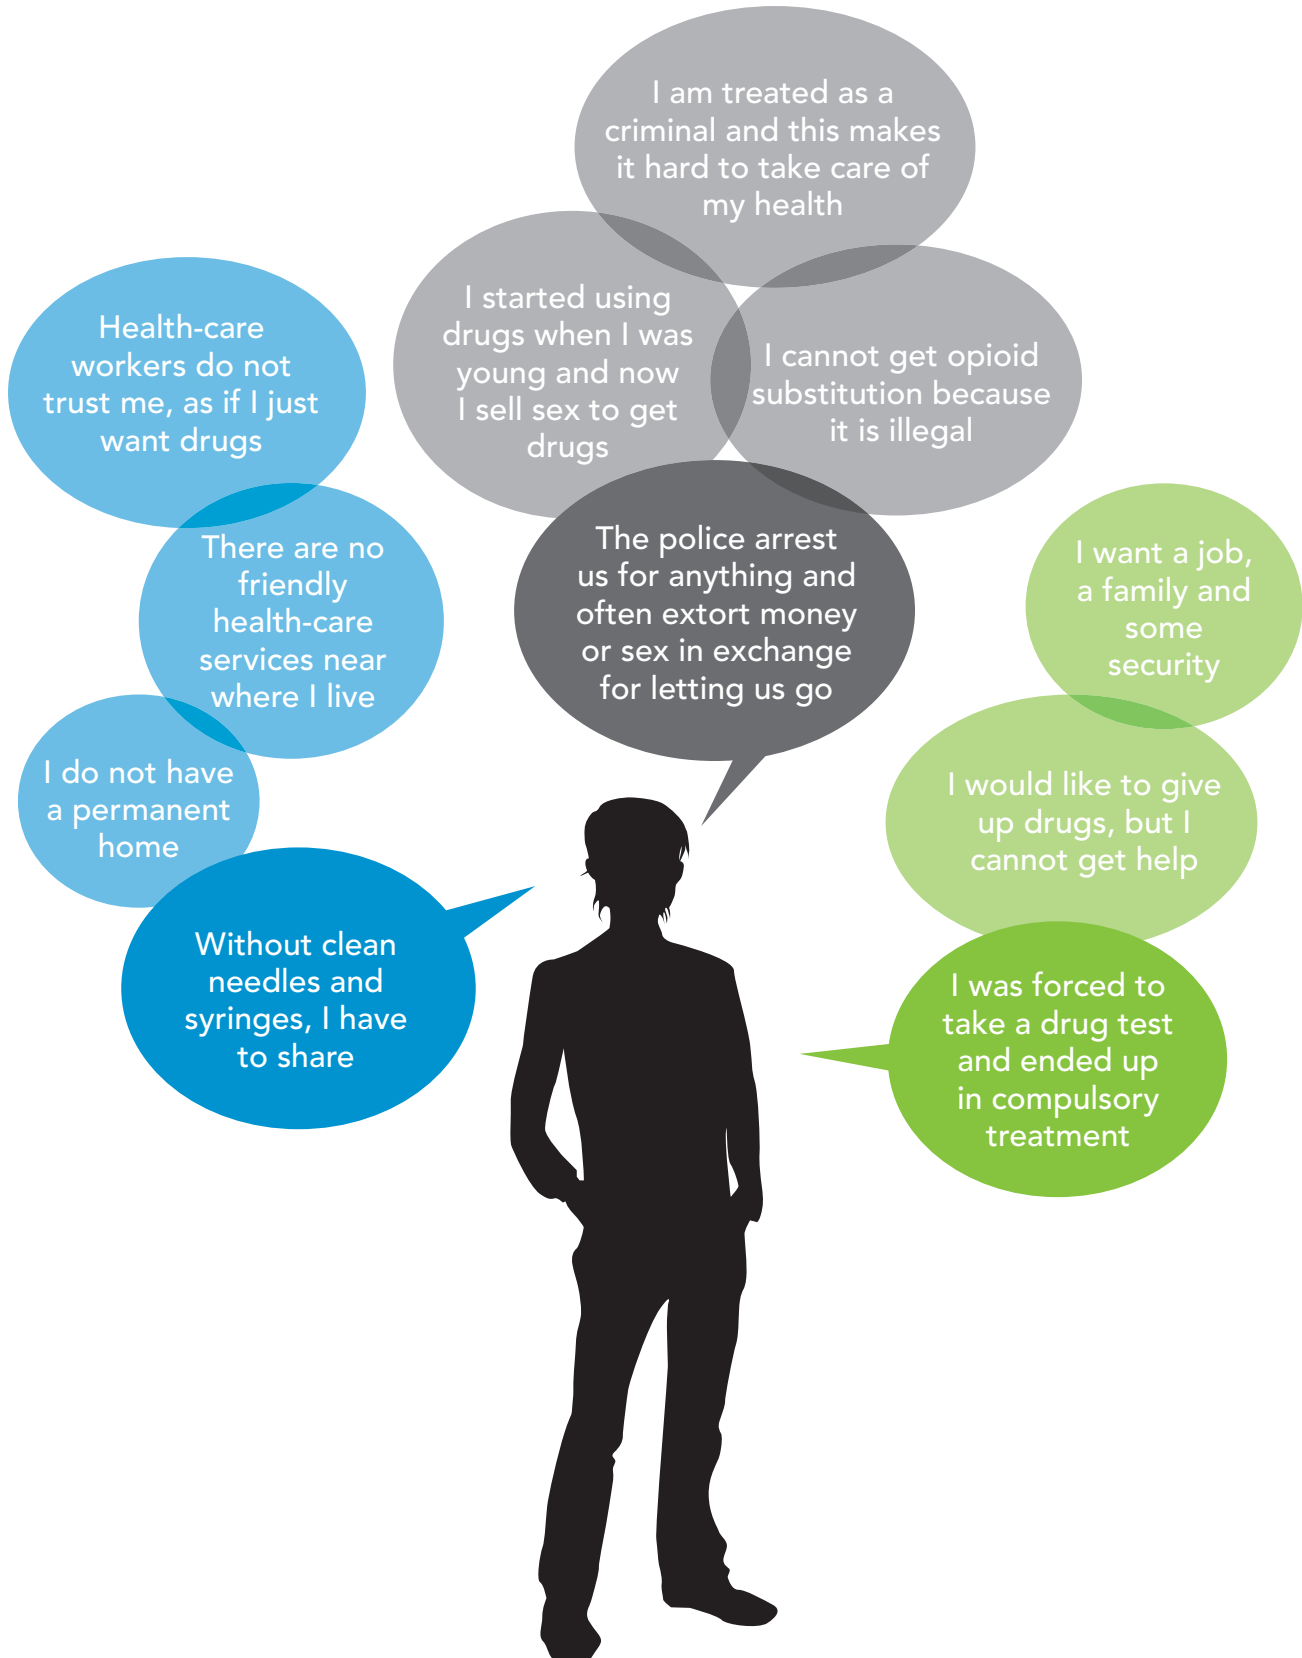 I am treated as a
criminal and this makes
it hard to take care of
my health
I started using
drugs when I was
young and now
I sell sex to get
drugs
I cannot get opioid
substitution because
it is illegal
The police arrest
us for anything and
often extort money
or sex in exchange
for letting us go
Health-care
workers do not
trust me, as if I just
want drugs
There are no
friendly
health-care
services near
where I live
I do not have
a permanent
home
Without clean
needles and
syringes, I have
to share
I want a job,
a family and
some
security
I would like to give
up drugs, but I
cannot get help
I was forced to
take a drug test
and ended up
in compulsory
treatment